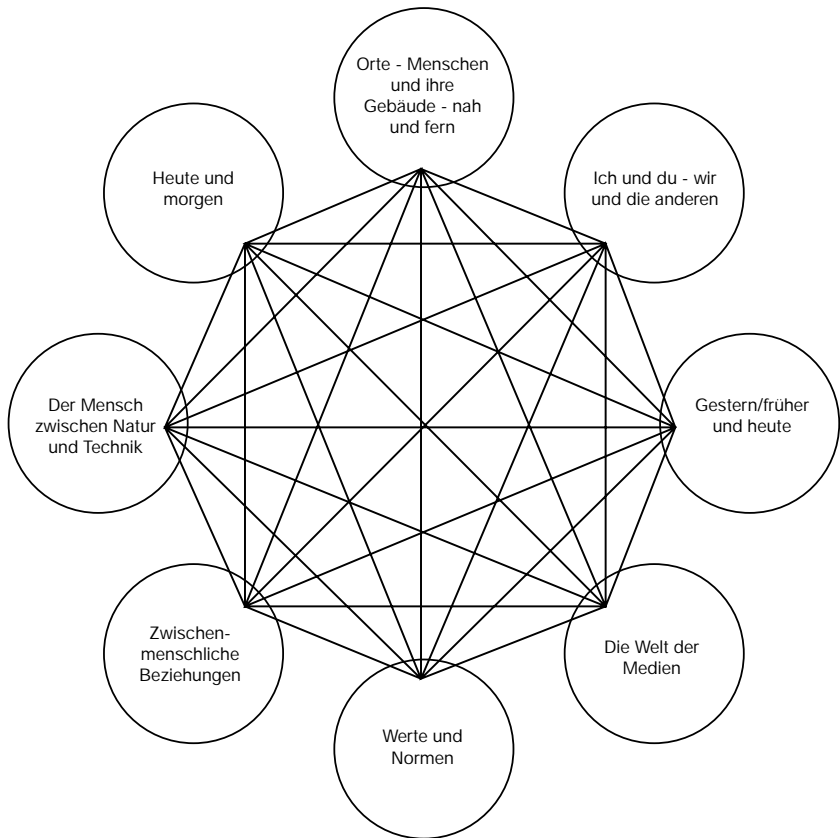 Orte - Menschen
und ihre
Gebäude - nah
und fern
Heute und
morgen
Ich und du - wir
und die anderen
Der Mensch
zwischen Natur
und Technik
Gestern/früher
und heute
Zwischen-
menschliche
Beziehungen
Die Welt der
Medien
Werte und
Normen